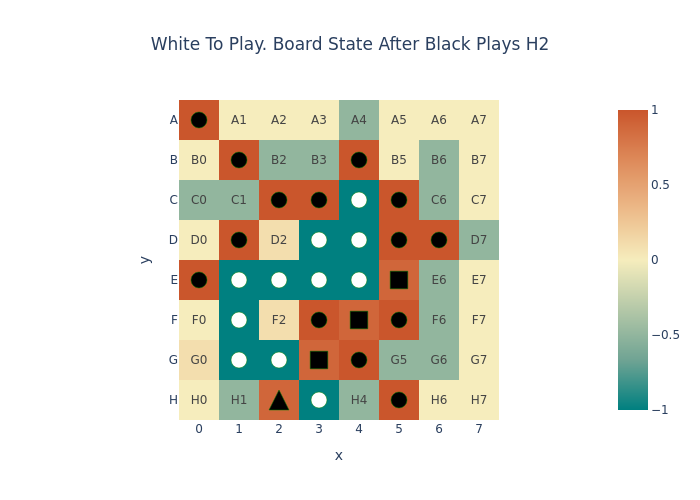 White To Play. Board State After Black Plays H2
A A1 A2 A3 A4 A5 A6 A7 1
B B0 B2 B3 B5 B6 B7
C C0 C1 C6 C7 0.5
D D0 D2 D7
y E E6 E7 0
F F0 F2 F6 F7
G G0 G5 G6 G7 −0.5
H H0 H1 H4 H6 H7 −1
0 1 2 3 4 5 6 7
x